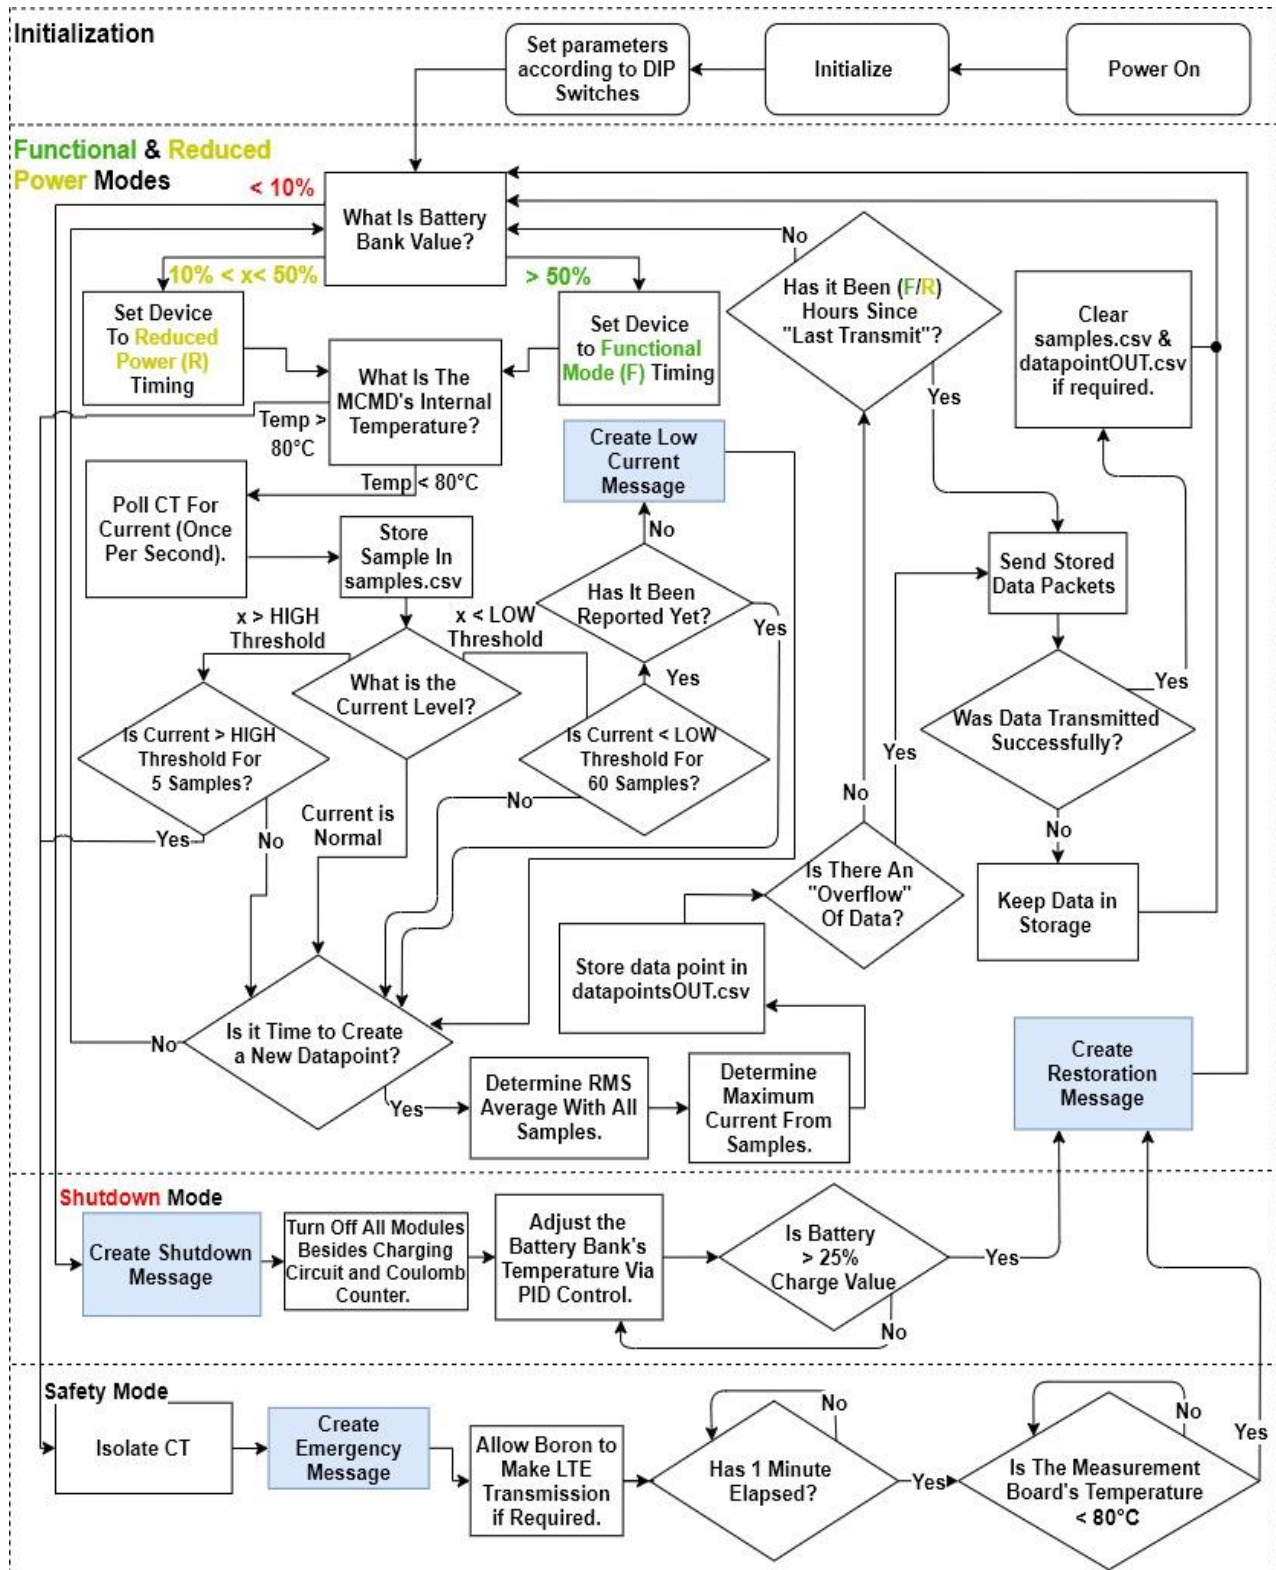 Initialization
Set parameters
according to DIP
Switches
Initialize
Power On
Functional & Reduced
Power Modes
< 10%
What Is Battery
Bank Value?
10% < x< 50%
> 50%
Set Device
To Reduced
Power (R)
Timing
What Is The
MCMD's Internal
Temperature?
Set Device
to Functional
Mode (F) Timing
No
Has it Been (F/R)
Hours Since
"Last Transmit"?
Yes
Clear
samples.csv &
datapointOUT.csv
if required.
Temp >
80°C
Temp < 80°C
Create Low
Current
Message
No
Poll CT For
Current (Once
Per Second).
Store
Sample In
samples.csv
Has It Been
Reported Yet?
Yes
Send Stored
Data Packets
x > HIGH
Threshold
x < LOW
Threshold
What is the
Current Level?
Yes
Is Current > HIGH
Threshold For
5 Samples?
Is Current < LOW
Threshold For
60 Samples?
Yes
No
Current is
Normal
No
Yes
No
Was Data Transmitted
Successfully?
Yes
No
Is There An
"Overflow"
Of Data?
Keep Data in
Storage
Store data point in
datapointsOUT.csv
Is it Time to Create
a New Datapoint?
No
Yes
Determine RMS
Average With All
Samples.
Determine
Maximum
Current From
Samples.
Create
Restoration
Message
Shutdown Mode
Create Shutdown
Message
Turn Off All Modules
Besides Charging
Circuit and Coulomb
Counter.
Adjust the
Battery Bank's
Temperature Via
PID Control.
Is Battery
> 25%
Charge Value
Yes
No
Safety Mode
Isolate CT
Create
Emergency
Message
Allow Boron to
Make LTE
Transmission
if Required.
No
Has 1 Minute
Elapsed?
Yes
No
Is The Measurement
Board's Temperature
< 80°C
Yes